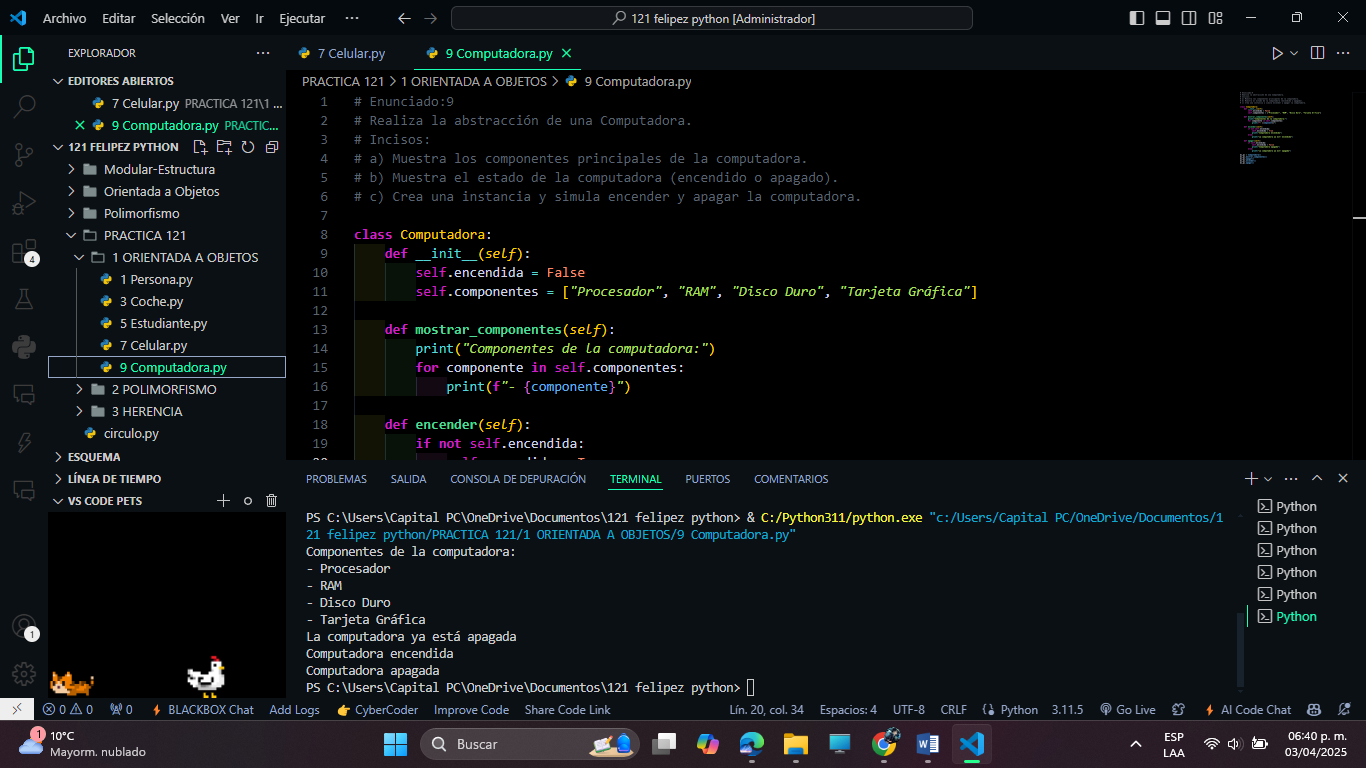 Archivo Editar Selección Ver Ir Ejecutar ··· 121 felipez python [Administrador]
EXPLORADOR
EDITORES ABIERTOS
7 Celular.py PRACTICA 121\1 ...
9 Computadora.py PRACTIC...
121 FELIPEZ PYTHON
Modular-Estructura
Orientada a Objetos
Polimorfismo
PRACTICA 121
1 ORIENTADA A OBJETOS
1 Persona.py
3 Coche.py
5 Estudiante.py
7 Celular.py
9 Computadora.py
2 POLIMORFISMO
3 HERENCIA
circulo.py
ESQUEMA
LÍNEA DE TIEMPO
VS CODE PETS
4
1
7 Celular.py 9 Computadora.py
PRACTICA 121 > 1 ORIENTADA A OBJETOS > 9 Computadora.py
1 # Enunciado:9
2 # Realiza la abstracción de una Computadora.
3 # Incisos:
4 # a) Muestra los componentes principales de la computadora.
5 # b) Muestra el estado de la computadora (encendido o apagado).
6 # c) Crea una instancia y simula encender y apagar la computadora.
7
8 class Computadora:
9 def __init__(self):
10 self.encendida = False
11 self.componentes = ["Procesador", "RAM", "Disco Duro", "Tarjeta Gráfica"]
12
13 def mostrar_componentes(self):
14 print("Componentes de la computadora:")
15 for componente in self.componentes:
16 print(f"- {componente}")
17
18 def encender(self):
19 if not self.encendida:
PROBLEMAS SALIDA CONSOLA DE DEPURACIÓN TERMINAL PUERTOS COMENTARIOS
PS C:\Users\Capital PC\OneDrive\Documentos\121 felipez python> & C:/Python311/python.exe "c:/Users/Capital PC/OneDrive/Documentos/1
21 felipez python/PRACTICA 121/1 ORIENTADA A OBJETOS/9 Computadora.py"
Componentes de la computadora:
- Procesador
- RAM
- Disco Duro
- Tarjeta Gráfica
La computadora ya está apagada
Computadora encendida
Computadora apagada
PS C:\Users\Capital PC\OneDrive\Documentos\121 felipez python>
Python
Python
Python
Python
Python
Python
0 0 0 BLACKBOX Chat Add Logs CyberCoder Improve Code Share Code Link Lín. 20, col. 34 Espacios: 4 UTF-8 CRLF Python 3.11.5 Go Live AI Code Chat
1
10°C
Mayorm. nublado
Buscar
ESP
LAA
06:40 p. m.
03/04/2025